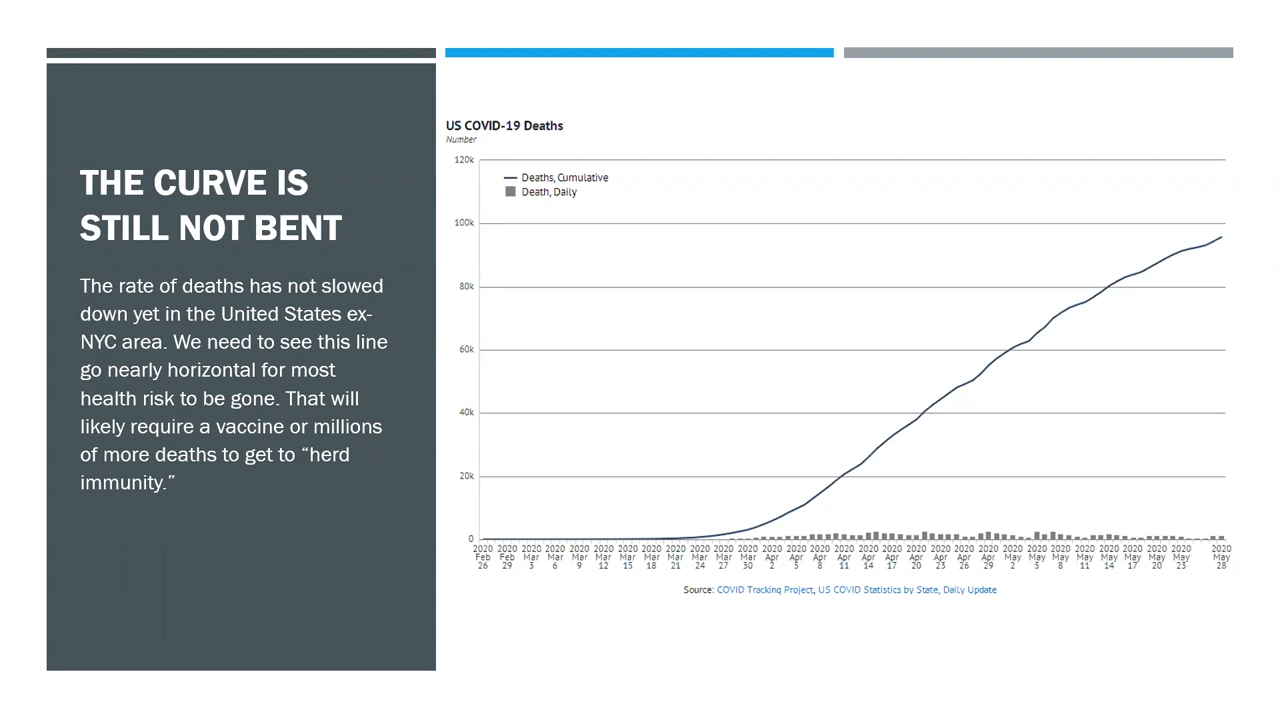 THE CURVE IS
STILL NOT BENT
The rate of deaths has not slowed
down yet in the United States ex-
NYC area. We need to see this line
go nearly horizontal for most
health risk to be gone. That will
likely require a vaccine or millions
of more deaths to get to “herd
immunity.”
US COVID-19 Deaths
Number
Deaths, Cumulative
Death, Daily
120k
100k
80k
60k
40k
20k
0
2020 Feb 26
2020 Feb 29
2020 Mar 3
2020 Mar 6
2020 Mar 9
2020 Mar 12
2020 Mar 15
2020 Mar 18
2020 Mar 21
2020 Mar 24
2020 Mar 27
2020 Mar 30
2020 Apr 2
2020 Apr 5
2020 Apr 8
2020 Apr 11
2020 Apr 14
2020 Apr 17
2020 Apr 20
2020 Apr 23
2020 Apr 26
2020 Apr 29
2020 May 2
2020 May 5
2020 May 8
2020 May 11
2020 May 14
2020 May 17
2020 May 20
2020 May 23
2020 May 28
Source: COVID Tracking Project, US COVID Statistics by State, Daily Update